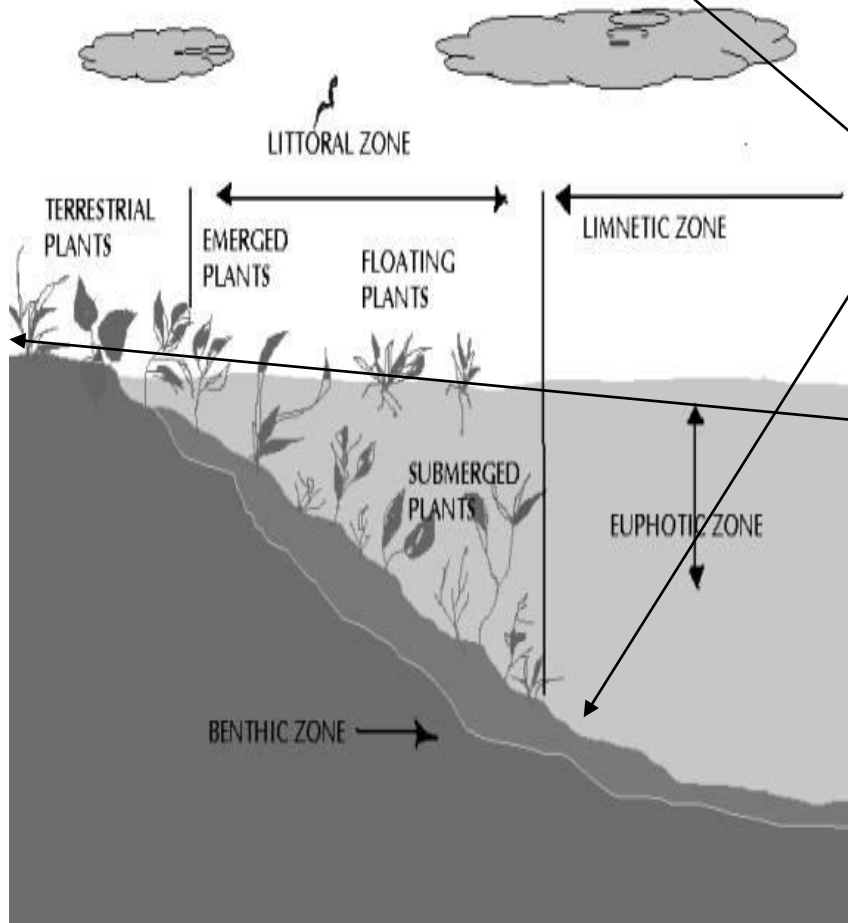 LITTORAL ZONE
TERRESTRIAL
PLANTS
EMERGED
PLANTS
FLOATING
PLANTS
LIMNETIC ZONE
SUBMERGED
PLANTS
EUPHOTIC ZONE
BENTHIC ZONE